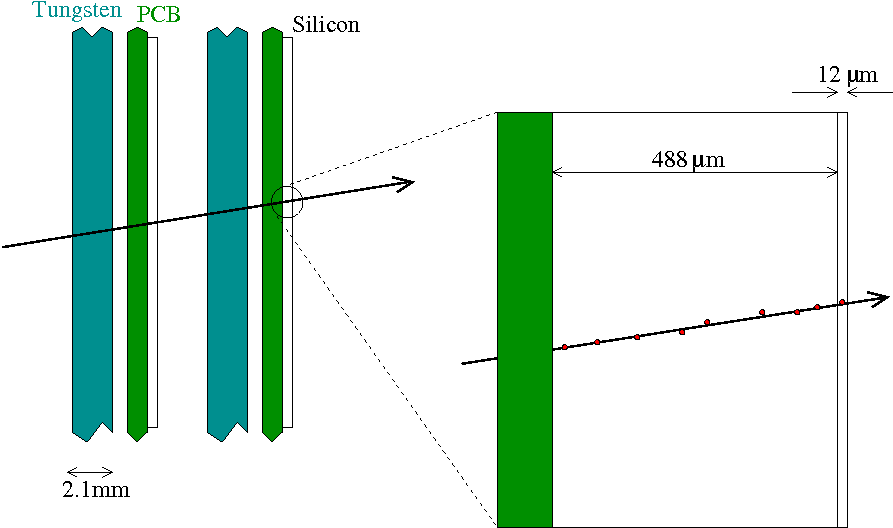 Tungsten
PCB
Silicon
12 μm
488 μm
2.1mm